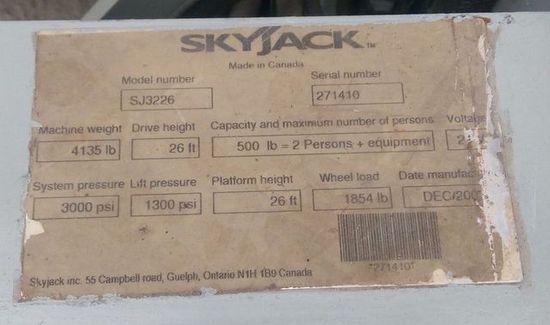 SKYJACK™
Made in Canada
Model number Serial number
SJ3226 271410
Machine weight Drive height Capacity and maximum number of persons
4135 lb 26 ft 500 lb = 2 Persons + equipment
System pressure Lift pressure Platform height Wheel load Date
3000 psi 1300 psi 26 ft 1854 lb
*271410*
Skyjack inc. 55 Campbell road, Guelph, Ontario N1H 1B9 Canada